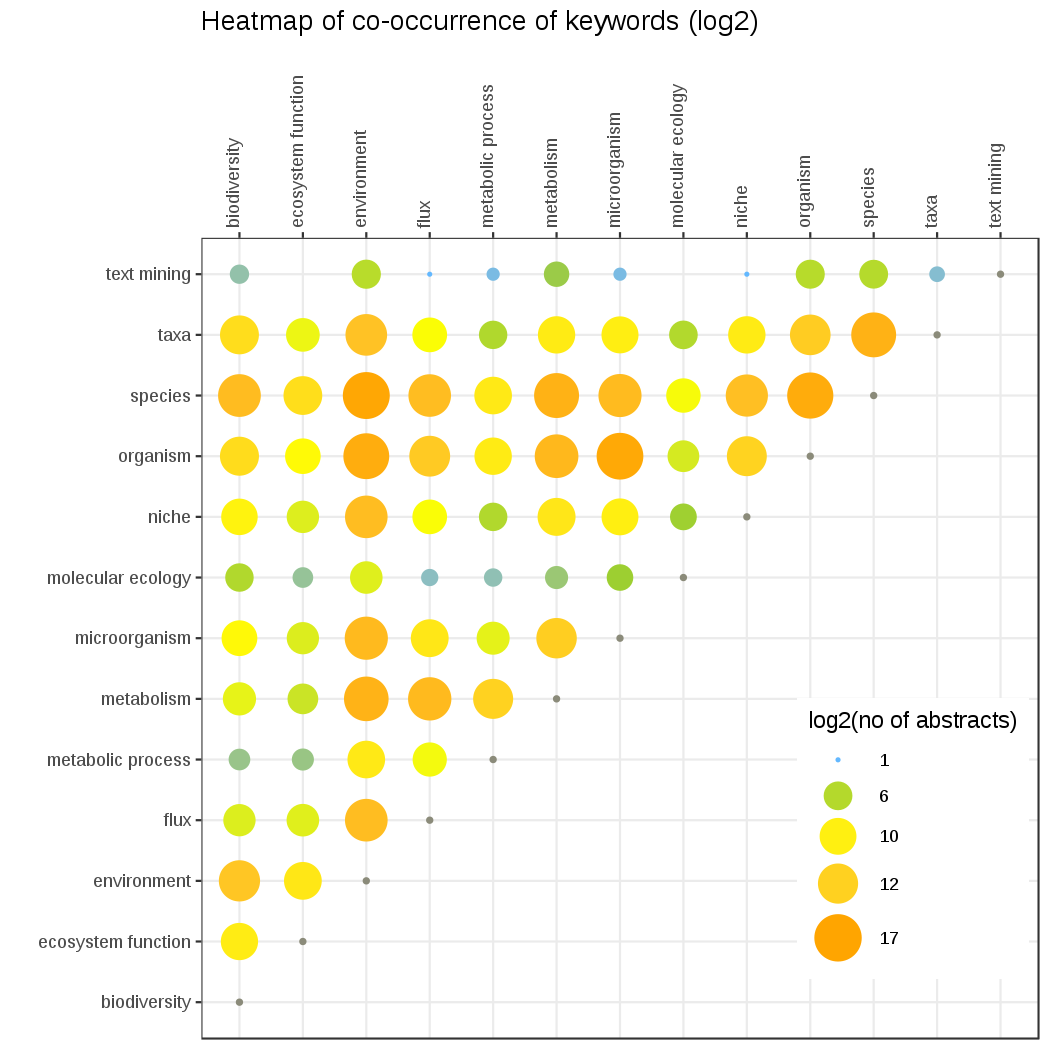 Heatmap of co-occurrence of keywords (log2)
biodiversity
ecosystem function
environment
flux
metabolic process
metabolism
microorganism
molecular ecology
niche
organism
species
taxa
text mining
text mining
taxa
species
organism
niche
molecular ecology
microorganism
metabolism
metabolic process
flux
environment
ecosystem function
biodiversity
log2(no of abstracts)
1
6
10
12
17